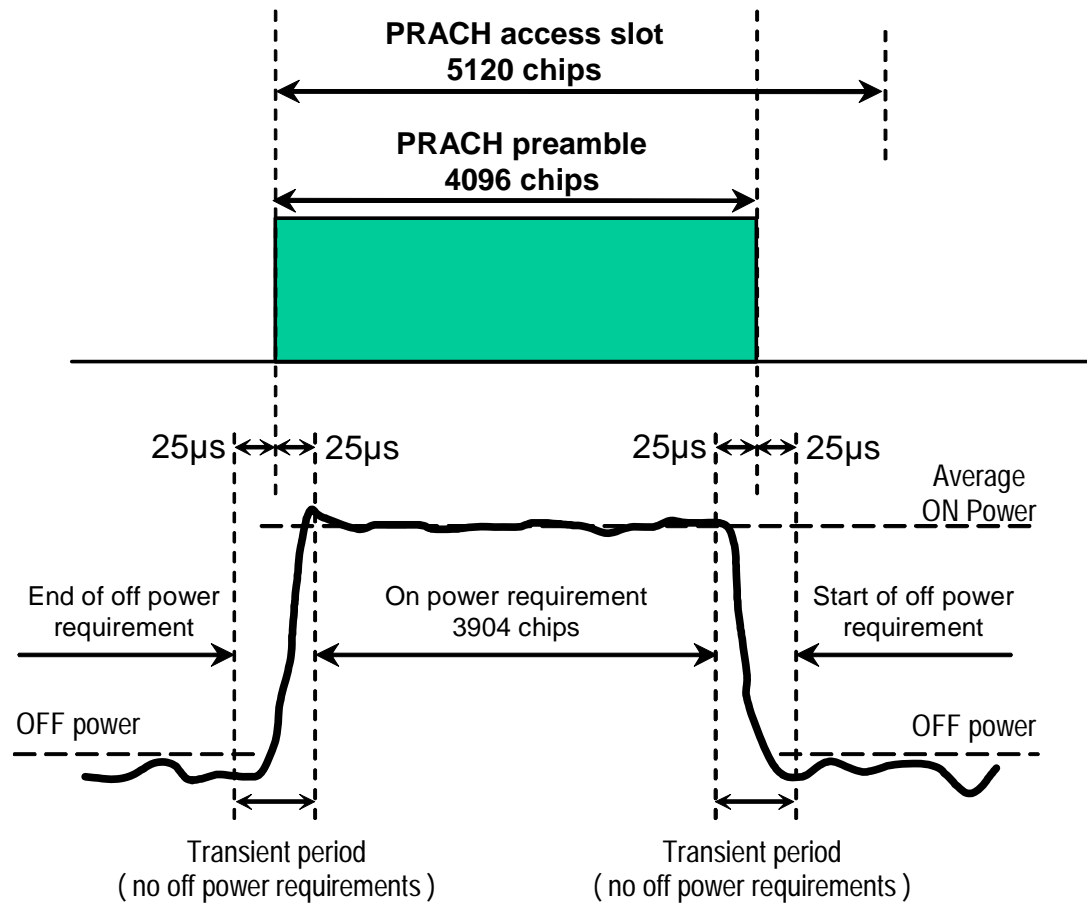 PRACH access slot
5120 chips
PRACH preamble
4096 chips
25µs
25µs
25µs
25µs
Average
ON Power
End of off power
requirement
On power requirement
3904 chips
Start of off power
requirement
OFF power
OFF power
Transient period
( no off power requirements )
Transient period
( no off power requirements )